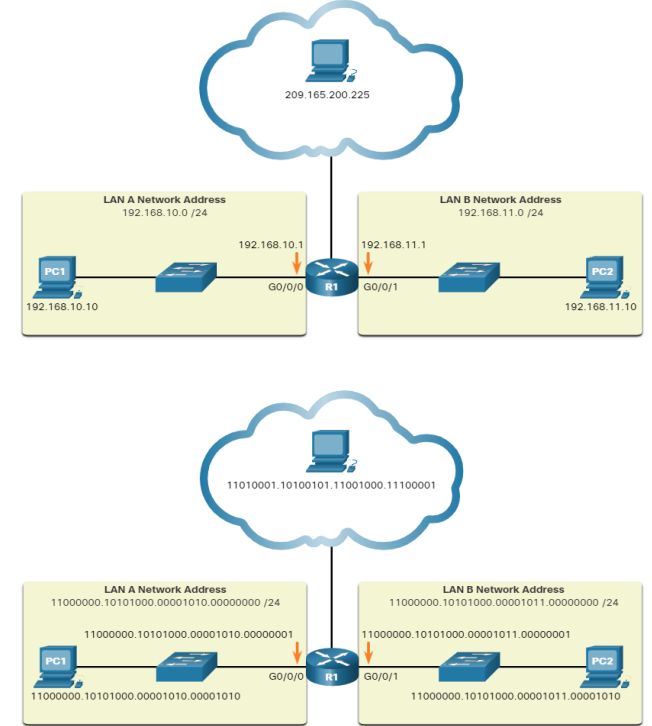 209.165.200.225
LAN A Network Address
192.168.10.0 /24
LAN B Network Address
192.168.11.0 /24
192.168.10.1
192.168.11.1
PC1
PC2
G0/0/0
R1
G0/0/1
192.168.10.10
192.168.11.10
11010001.10100101.11001000.11100001
LAN A Network Address
11000000.10101000.00001010.00000000 /24
LAN B Network Address
11000000.10101000.00001011.00000000 /24
11000000.10101000.00001010.00000001
11000000.10101000.00001011.00000001
PC1
PC2
G0/0/0
R1
G0/0/1
11000000.10101000.00001010.00001010
11000000.10101000.00001011.00001010